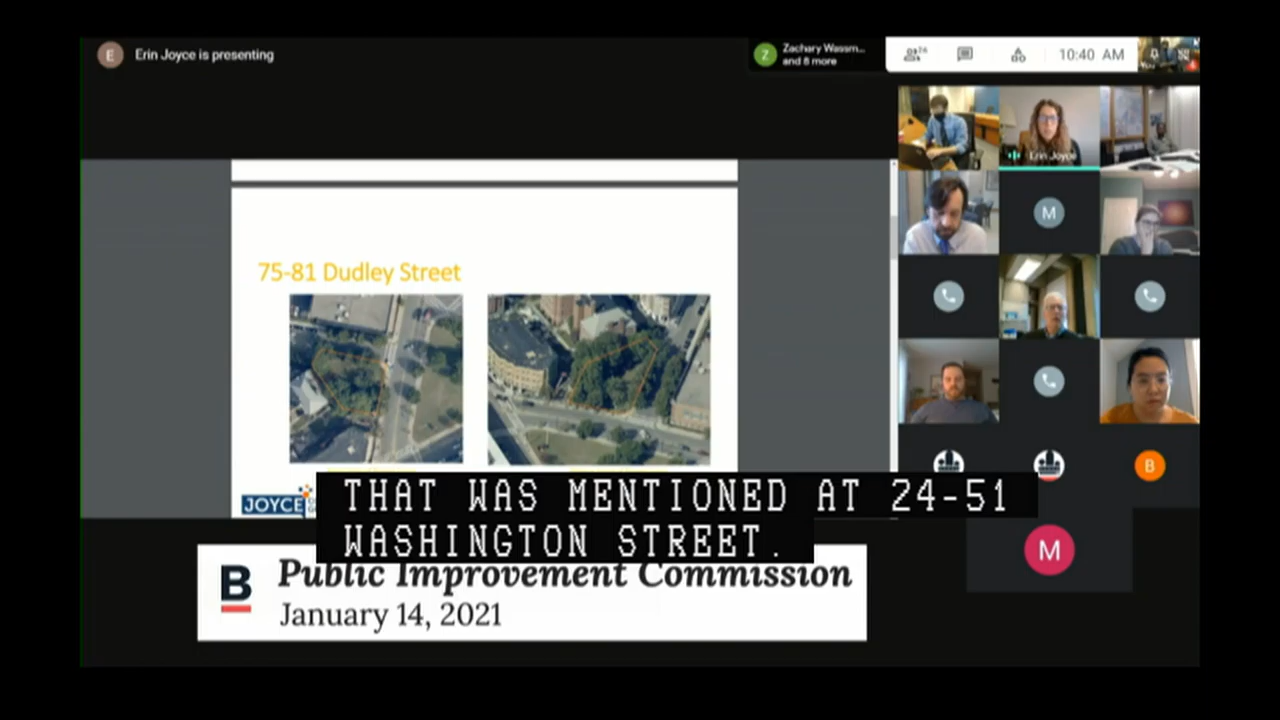 E
Erin Joyce is presenting
Z
Zachary Wassm...
and 8 more
26
10:40 AM
Erin Joyce
M
75-81 Dudley Street
B
M
JOYCE
THAT WAS MENTIONED AT 24-51
WASHINGTON STREET.
B
Public Improvement Commission
January 14, 2021